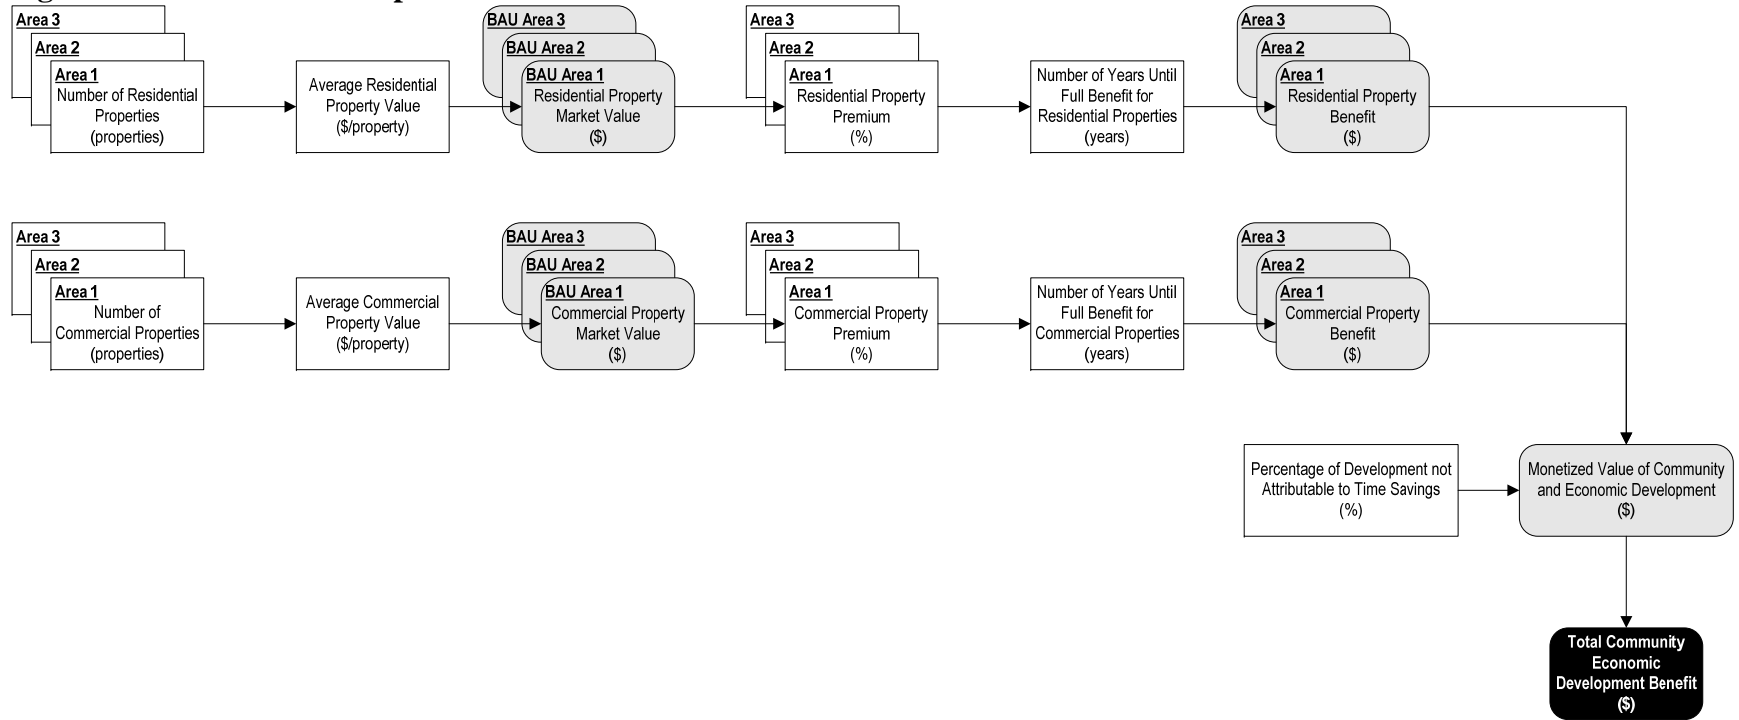 Area 3
Area 2
Area 1
Number of Residential
Properties
(properties)
Average Residential
Property Value
($/property)
BAU Area 3
BAU Area 2
BAU Area 1
Residential Property
Market Value
($)
Area 3
Area 2
Area 1
Residential Property
Premium
(%)
Number of Years Until
Full Benefit for
Residential Properties
(years)
Area 3
Area 2
Area 1
Residential Property
Benefit
($)
Area 3
Area 2
Area 1
Number of
Commercial Properties
(properties)
Average Commercial
Property Value
($/property)
BAU Area 3
BAU Area 2
BAU Area 1
Commercial Property
Market Value
($)
Area 3
Area 2
Area 1
Commercial Property
Premium
(%)
Number of Years Until
Full Benefit for
Commercial Properties
(years)
Area 3
Area 2
Area 1
Commercial Property
Benefit
($)
Percentage of Development not
Attributable to Time Savings
(%)
Monetized Value of Community
and Economic Development
($)
Total Community
Economic
Development Benefit
($)